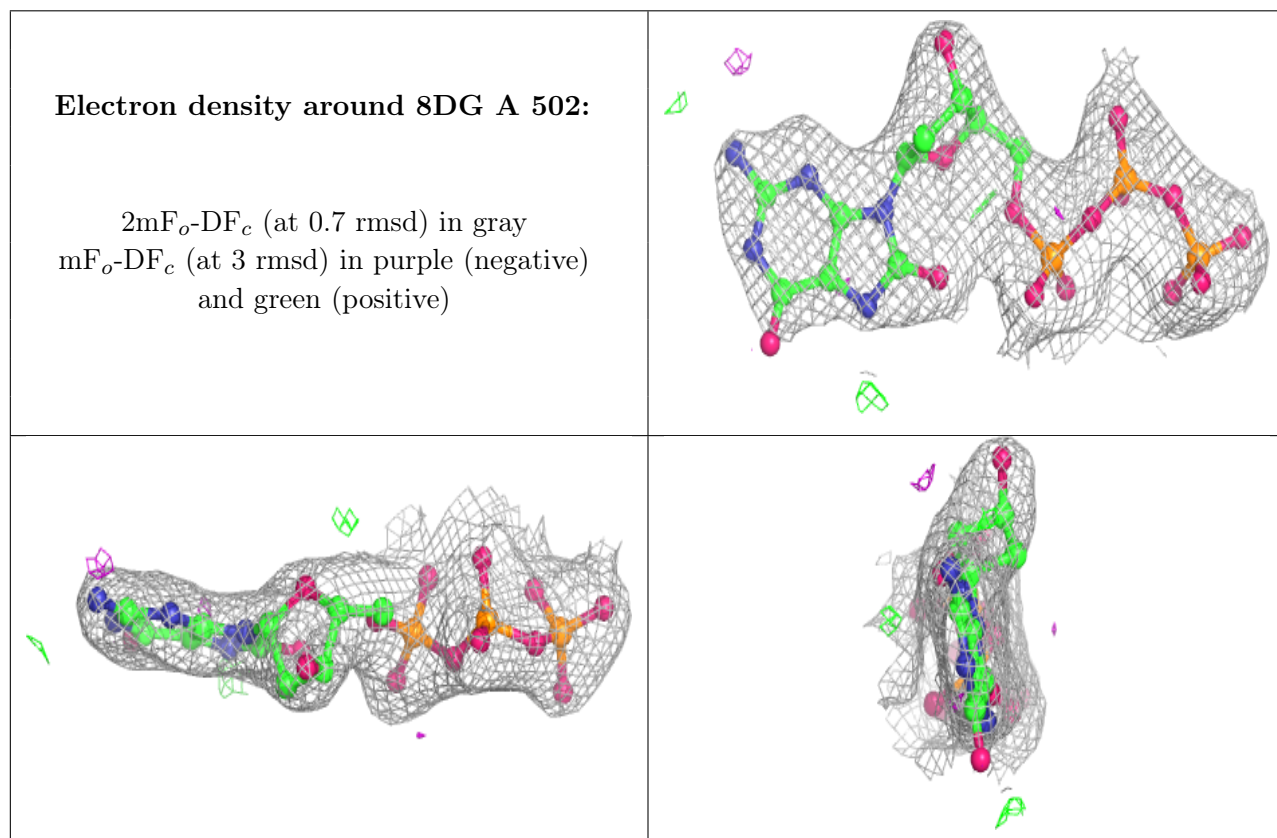 Electron density around 8DG A 502:
2mFo-DFc (at 0.7 rmsd) in gray
mFo-DFc (at 3 rmsd) in purple (negative)
and green (positive)